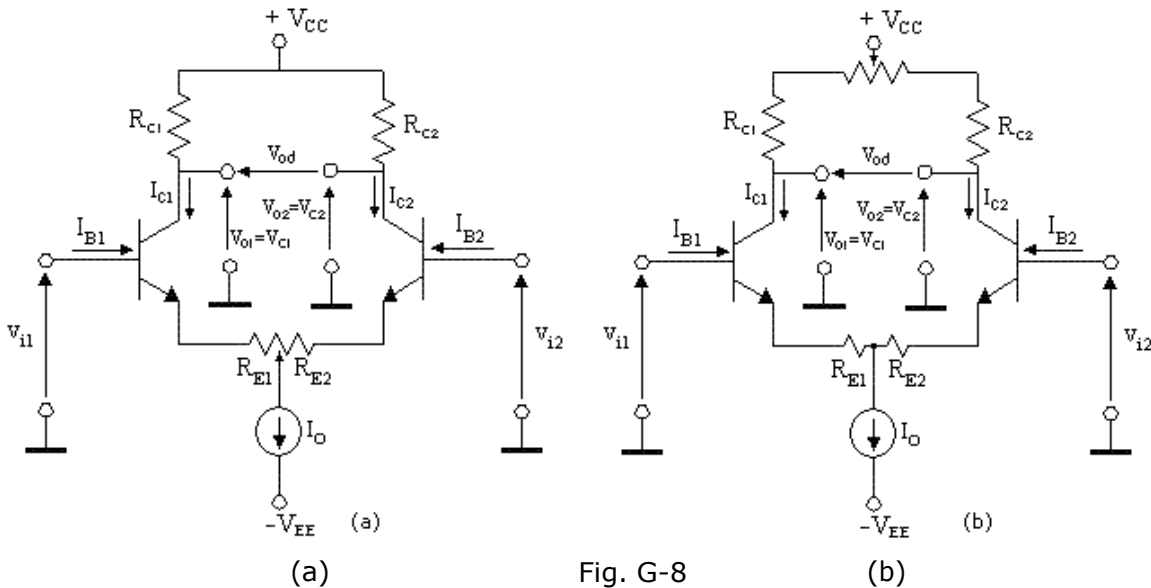 + V_CC
R_C1
R_C2
V_od
I_C1
I_C2
V_O2=V_C2
V_O1=V_C1
I_B1
I_B2
V_i1
V_i2
R_E1
R_E2
I_O
-V_EE
(a)
+ V_CC
R_C1
R_C2
V_od
I_C1
I_C2
V_O2=V_C2
V_O1=V_C1
I_B1
I_B2
V_i1
V_i2
R_E1
R_E2
I_O
-V_EE
(b)
(a) Fig. G-8 (b)